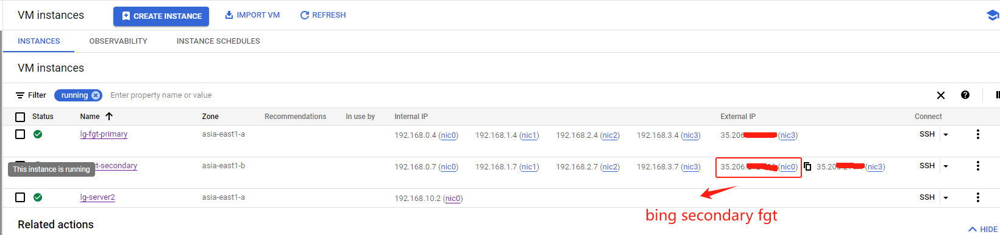 VM instances CREATE INSTANCE IMPORT VM REFRESH
INSTANCES OBSERVABILITY INSTANCE SCHEDULES
VM instances
Filter running Enter property name or value
Status Name Zone Recommendations In use by Internal IP External IP Connect
lg-fgt-primary asia-east1-a 192.168.0.4 (nic0) 192.168.1.4 (nic1) 192.168.2.4 (nic2) 192.168.3.4 (nic3) 35.206 (nic3) SSH
This instance is running t-secondary asia-east1-b 192.168.0.7 (nic0) 192.168.1.7 (nic1) 192.168.2.7 (nic2) 192.168.3.7 (nic3) 35.206. (nic0) 35.20 (nic3) SSH
lg-server2 asia-east1-a 192.168.10.2 (nic0) SSH
bing secondary fgt
Related actions HIDE